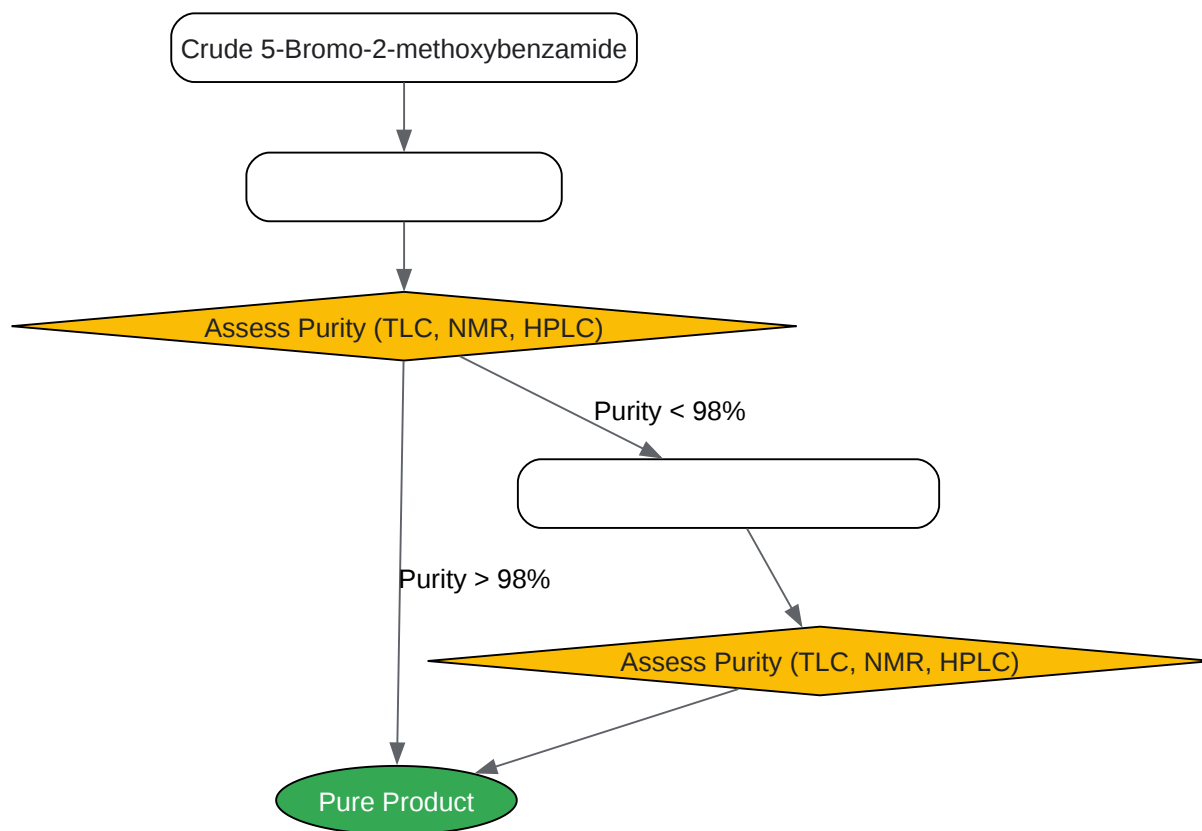 Crude 5-Bromo-2-methoxybenzamide
Assess Purity (TLC, NMR, HPLC)
Purity < 98%
Purity > 98%
Assess Purity (TLC, NMR, HPLC)
Pure Product